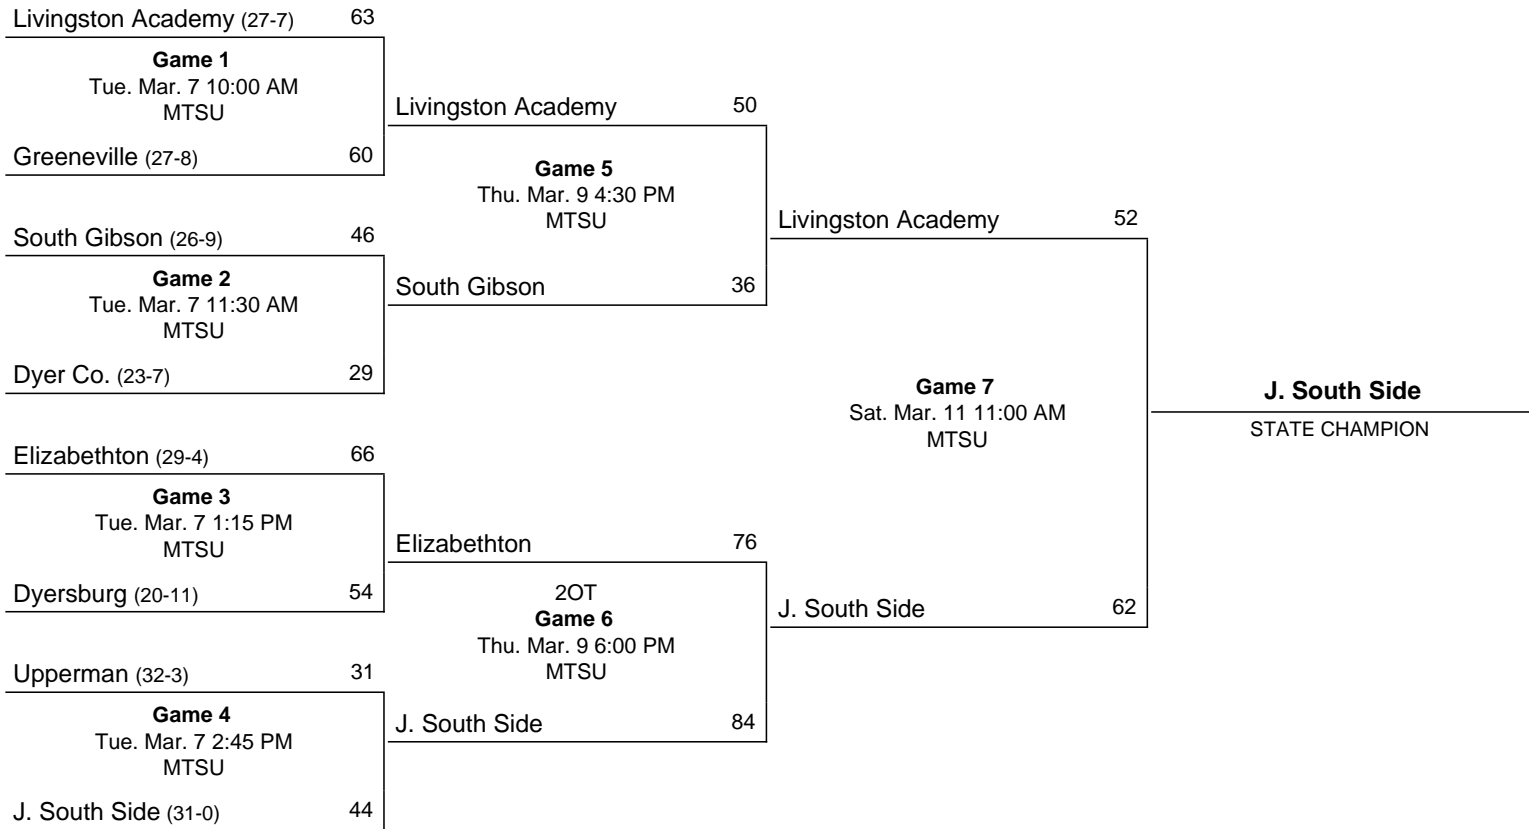 Livingston Academy (27-7) 63
Game 1
Tue. Mar. 7 10:00 AM
MTSU
Greeneville (27-8) 60
South Gibson (26-9) 46
Game 2
Tue. Mar. 7 11:30 AM
MTSU
Dyer Co. (23-7) 29
Elizabethton (29-4) 66
Game 3
Tue. Mar. 7 1:15 PM
MTSU
Dyersburg (20-11) 54
Upperman (32-3) 31
Game 4
Tue. Mar. 7 2:45 PM
MTSU
J. South Side (31-0) 44
Livingston Academy 50
Game 5
Thu. Mar. 9 4:30 PM
MTSU
South Gibson 36
Elizabethton 76
2OT
Game 6
Thu. Mar. 9 6:00 PM
MTSU
J. South Side 84
Livingston Academy 52
Game 7
Sat. Mar. 11 11:00 AM
MTSU
J. South Side 62
J. South Side
STATE CHAMPION